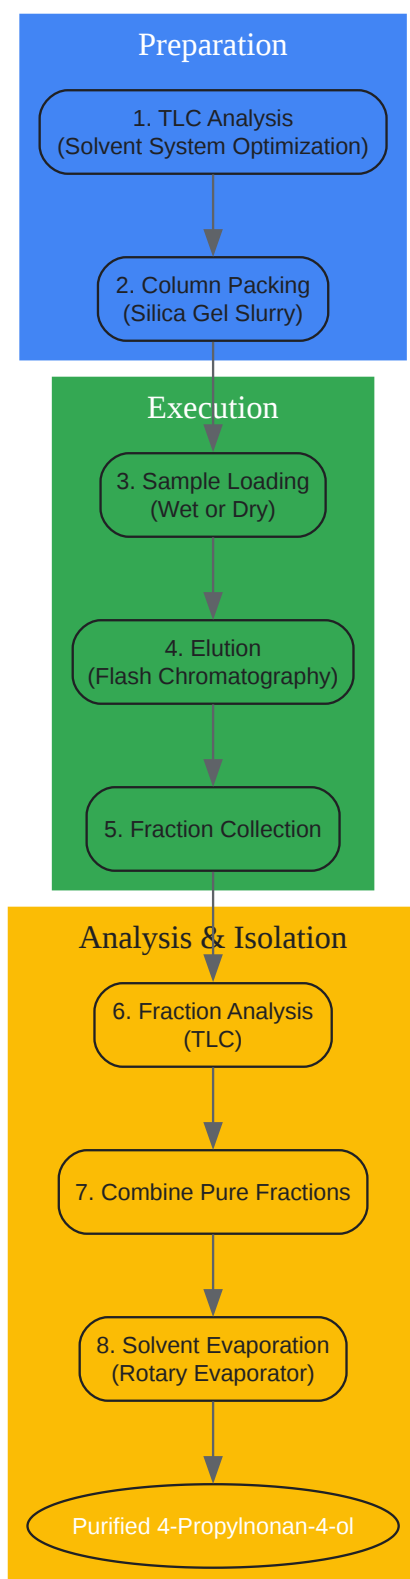 Preparation
1. TLC Analysis
(Solvent System Optimization)
2. Column Packing
(Silica Gel Slurry)
Execution
3. Sample Loading
(Wet or Dry)
4. Elution
(Flash Chromatography)
5. Fraction Collection
Analysis & Isolation
6. Fraction Analysis
(TLC)
7. Combine Pure Fractions
8. Solvent Evaporation
(Rotary Evaporator)
Purified 4-Propylnonan-4-ol